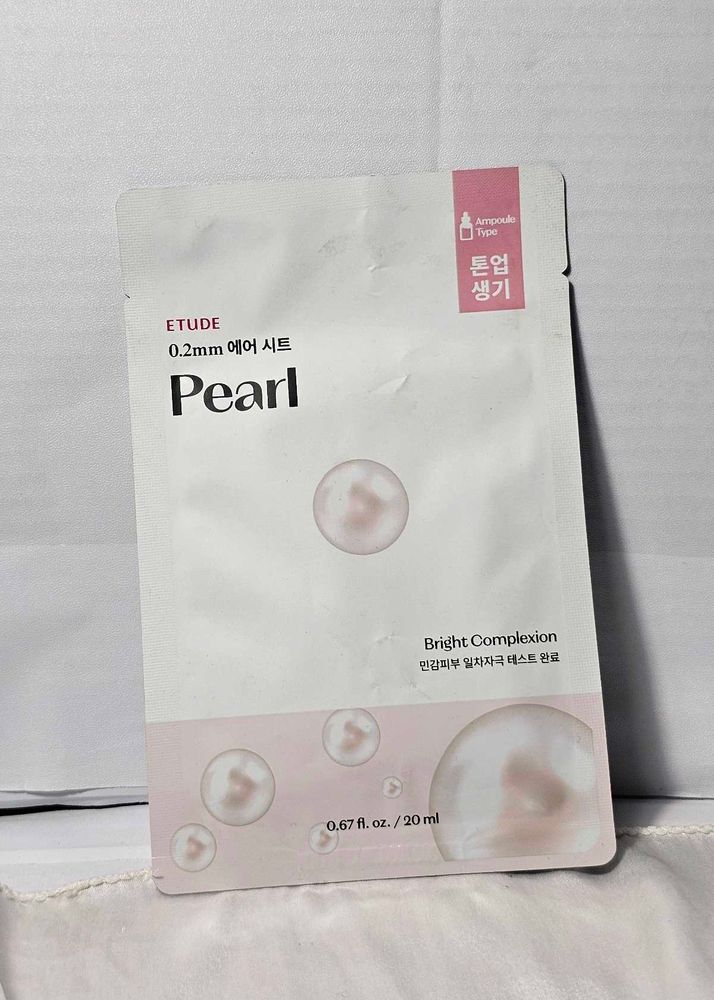 Ampoule
Type
톤업
생기
ETUDE
0.2mm 에어 시트
Pearl
Bright Complexion
민감피부 일차자극 테스트 완료
0.67 fl. oz. / 20 ml